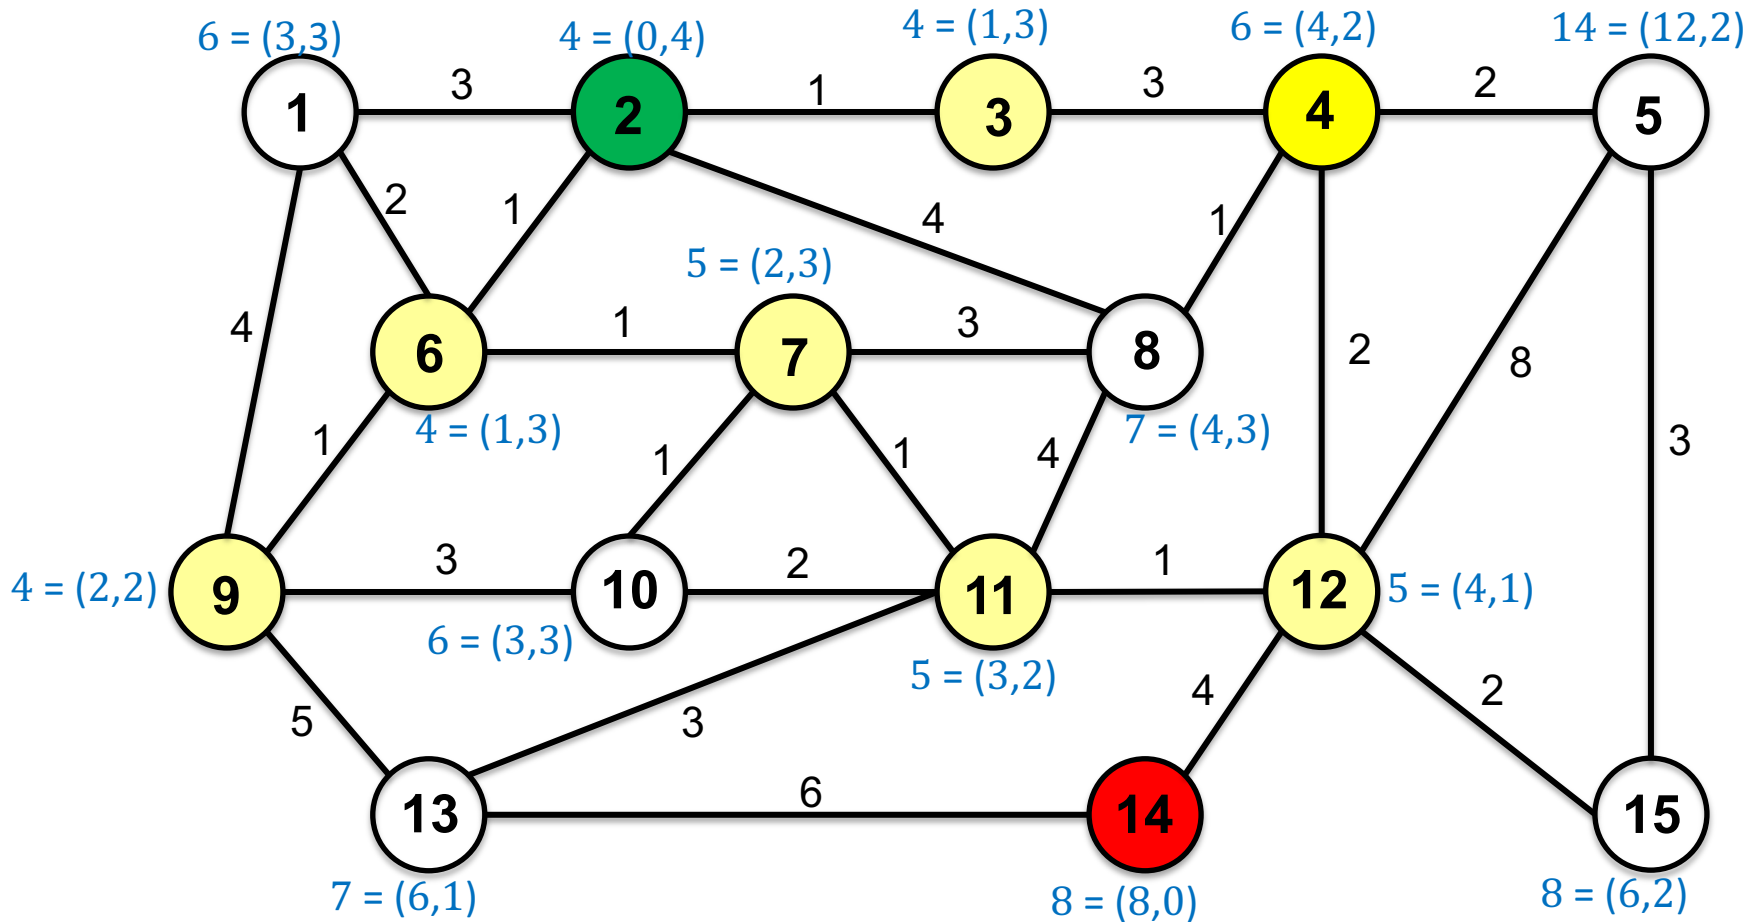 6 = (3,3)
4 = (0,4)
4 = (1,3)
6 = (4,2)
14 = (12,2)
1
3
2
1
3
3
4
2
5
2
1
4
1
5 = (2,3)
4
6
1
7
3
8
2
8
4 = (1,3)
7 = (4,3)
1
1
1
4
3
4 = (2,2)
9
3
10
2
11
1
12
5 = (4,1)
6 = (3,3)
5 = (3,2)
5
3
4
2
13
6
14
15
7 = (6,1)
8 = (8,0)
8 = (6,2)